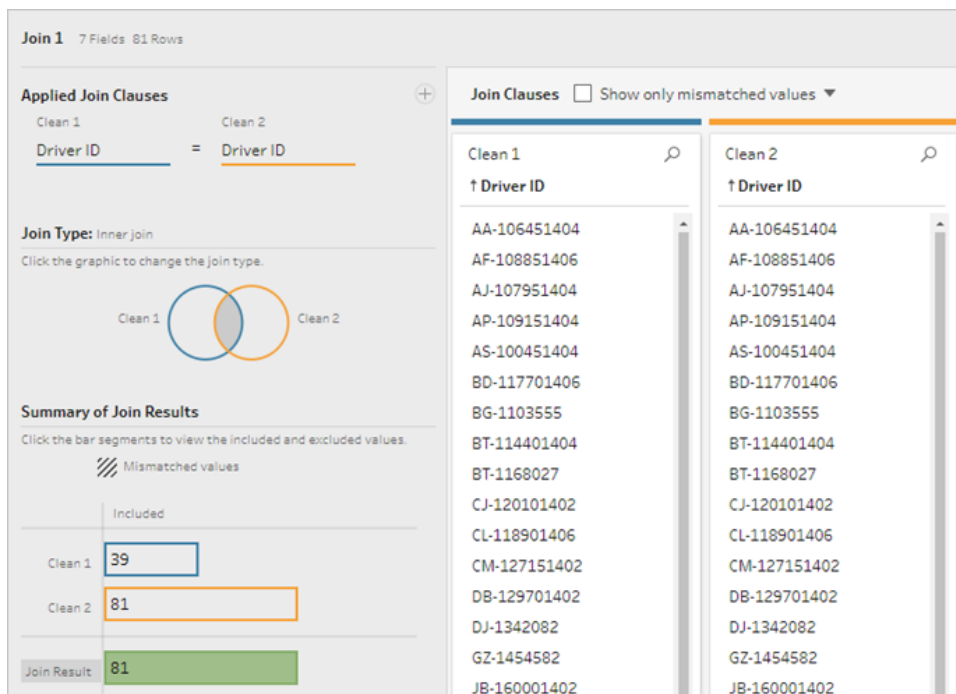 Join 1 7 Fields 81 Rows
Applied Join Clauses
Clean 1 Clean 2
Driver ID = Driver ID
Join Type: Inner join
Click the graphic to change the join type.
Clean 1 Clean 2
Summary of Join Results
Click the bar segments to view the included and excluded values.
Mismatched values
Included
Clean 1 39
Clean 2 81
Join Result 81
Join Clauses Show only mismatched values
Clean 1
Driver ID
AA-106451404
AF-108851406
AJ-107951404
AP-109151404
AS-100451404
BD-117701406
BG-1103555
BT-114401404
BT-1168027
CJ-120101402
CL-118901406
CM-127151402
DB-129701402
DJ-1342082
GZ-1454582
JB-160001402
Clean 2
Driver ID
AA-106451404
AF-108851406
AJ-107951404
AP-109151404
AS-100451404
BD-117701406
BG-1103555
BT-114401404
BT-1168027
CJ-120101402
CL-118901406
CM-127151402
DB-129701402
DJ-1342082
GZ-1454582
JB-160001402